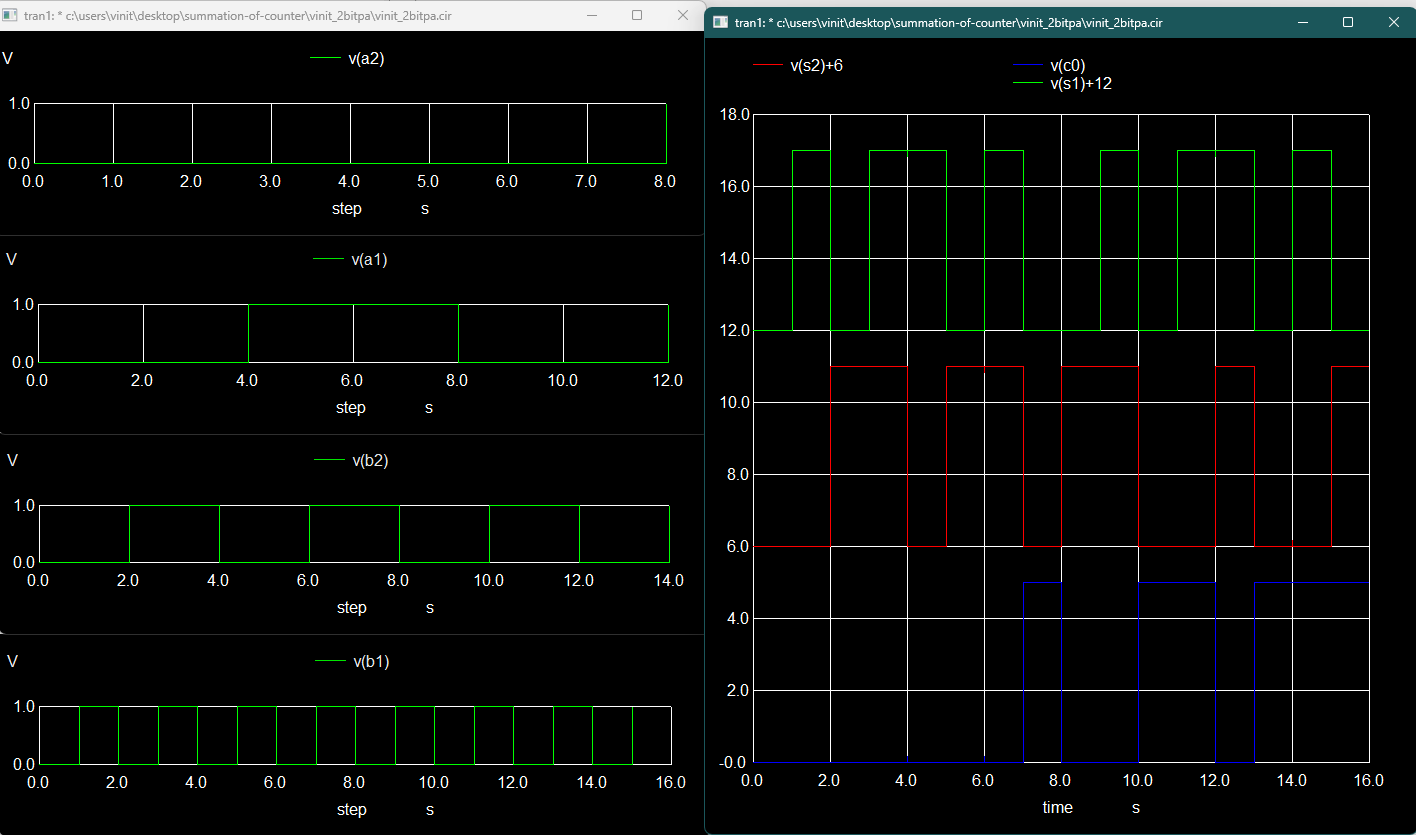 tran1: * c:\users\vinit\desktop\summation-of-counter\vinit_2bitpa\vinit_2bitpa.cir
V
v(a2)
1.0
0.0
0.0 1.0 2.0 3.0 4.0 5.0 6.0 7.0 8.0
step s
V
v(a1)
1.0
0.0
0.0 2.0 4.0 6.0 8.0 10.0 12.0
step s
V
v(b2)
1.0
0.0
0.0 2.0 4.0 6.0 8.0 10.0 12.0 14.0
step s
V
v(b1)
1.0
0.0
0.0 2.0 4.0 6.0 8.0 10.0 12.0 14.0 16.0
step s
tran1: * c:\users\vinit\desktop\summation-of-counter\vinit_2bitpa\vinit_2bitpa.cir
v(s2)+6 v(c0)
v(s1)+12
18.0
16.0
14.0
12.0
10.0
8.0
6.0
4.0
2.0
-0.0
0.0 2.0 4.0 6.0 8.0 10.0 12.0 14.0 16.0
time s